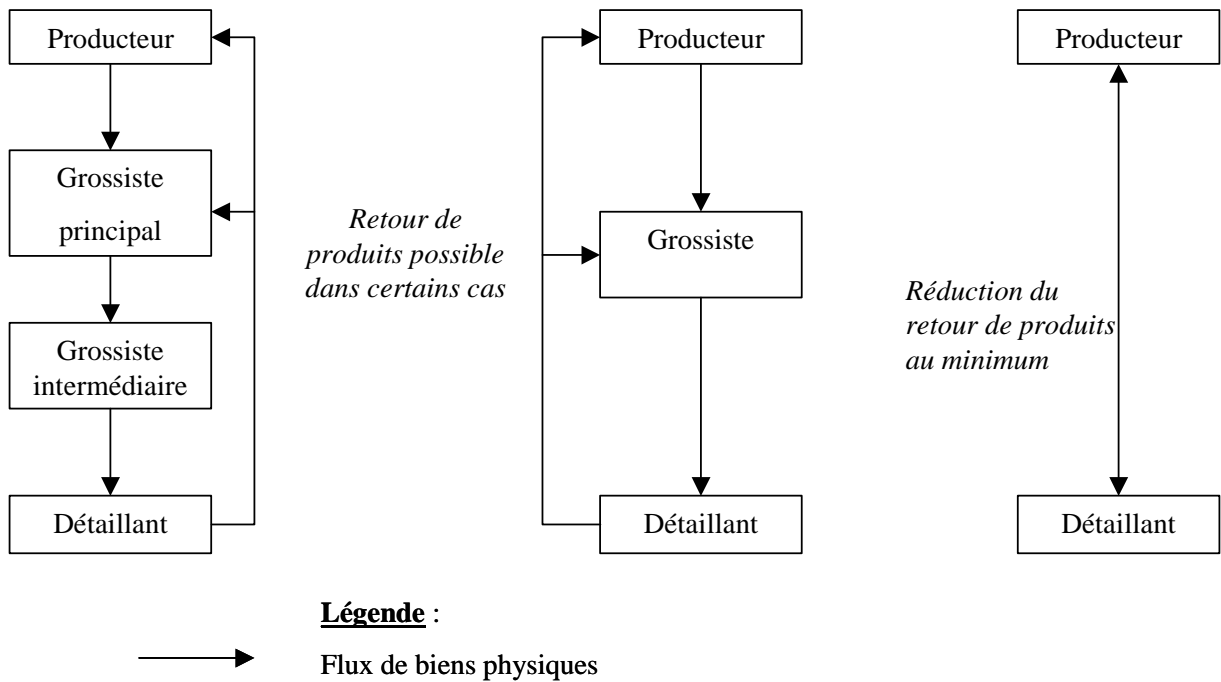 Producteur
Producteur
Producteur
Grossiste
principal
Retour de
produits possible
dans certains cas
Grossiste
Réduction du
retour de produits
au minimum
Grossiste
intermédiaire
Détaillant
Détaillant
Détaillant
Légende :
Flux de biens physiques